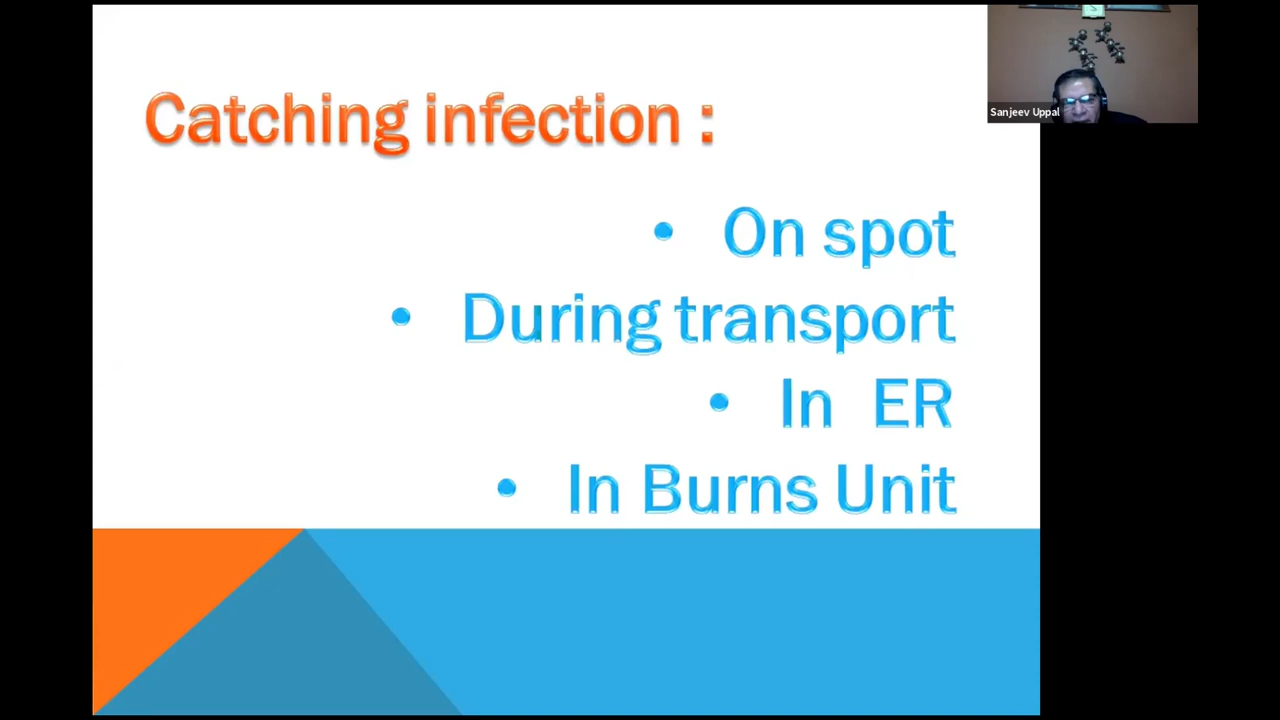 Catching infection :
Sanjeev Uppal
• On spot
• During transport
• In ER
• In Burns Unit